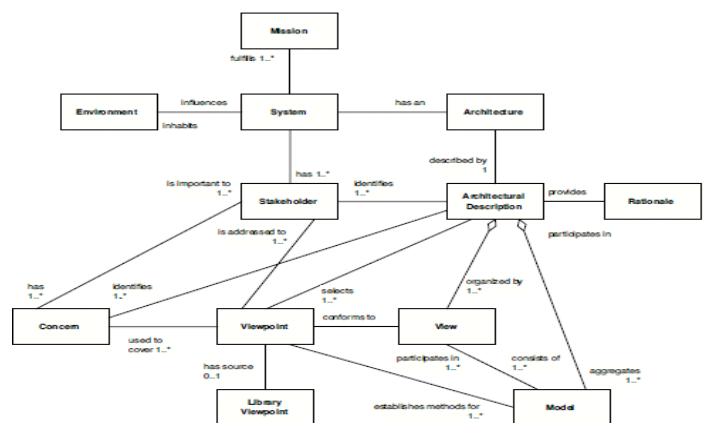 Mission
fulfills 1..*
Environment
influences
inhabits
System
has an
Architecture
has 1..*
described by
1
is important to
1..*
Stakeholder
identifies
1..*
Architectural
Description
provides
Rationale
is addressed to
1..*
participates in
has
1..*
identifies
1..*
selects
1..*
organized by
1..*
Concern
used to
cover 1..*
Viewpoint
conforms to
View
has source
0..1
participates in
1..*
consists of
1..*
aggregates
1..*
Library
Viewpoint
establishes methods for
1..*
Model